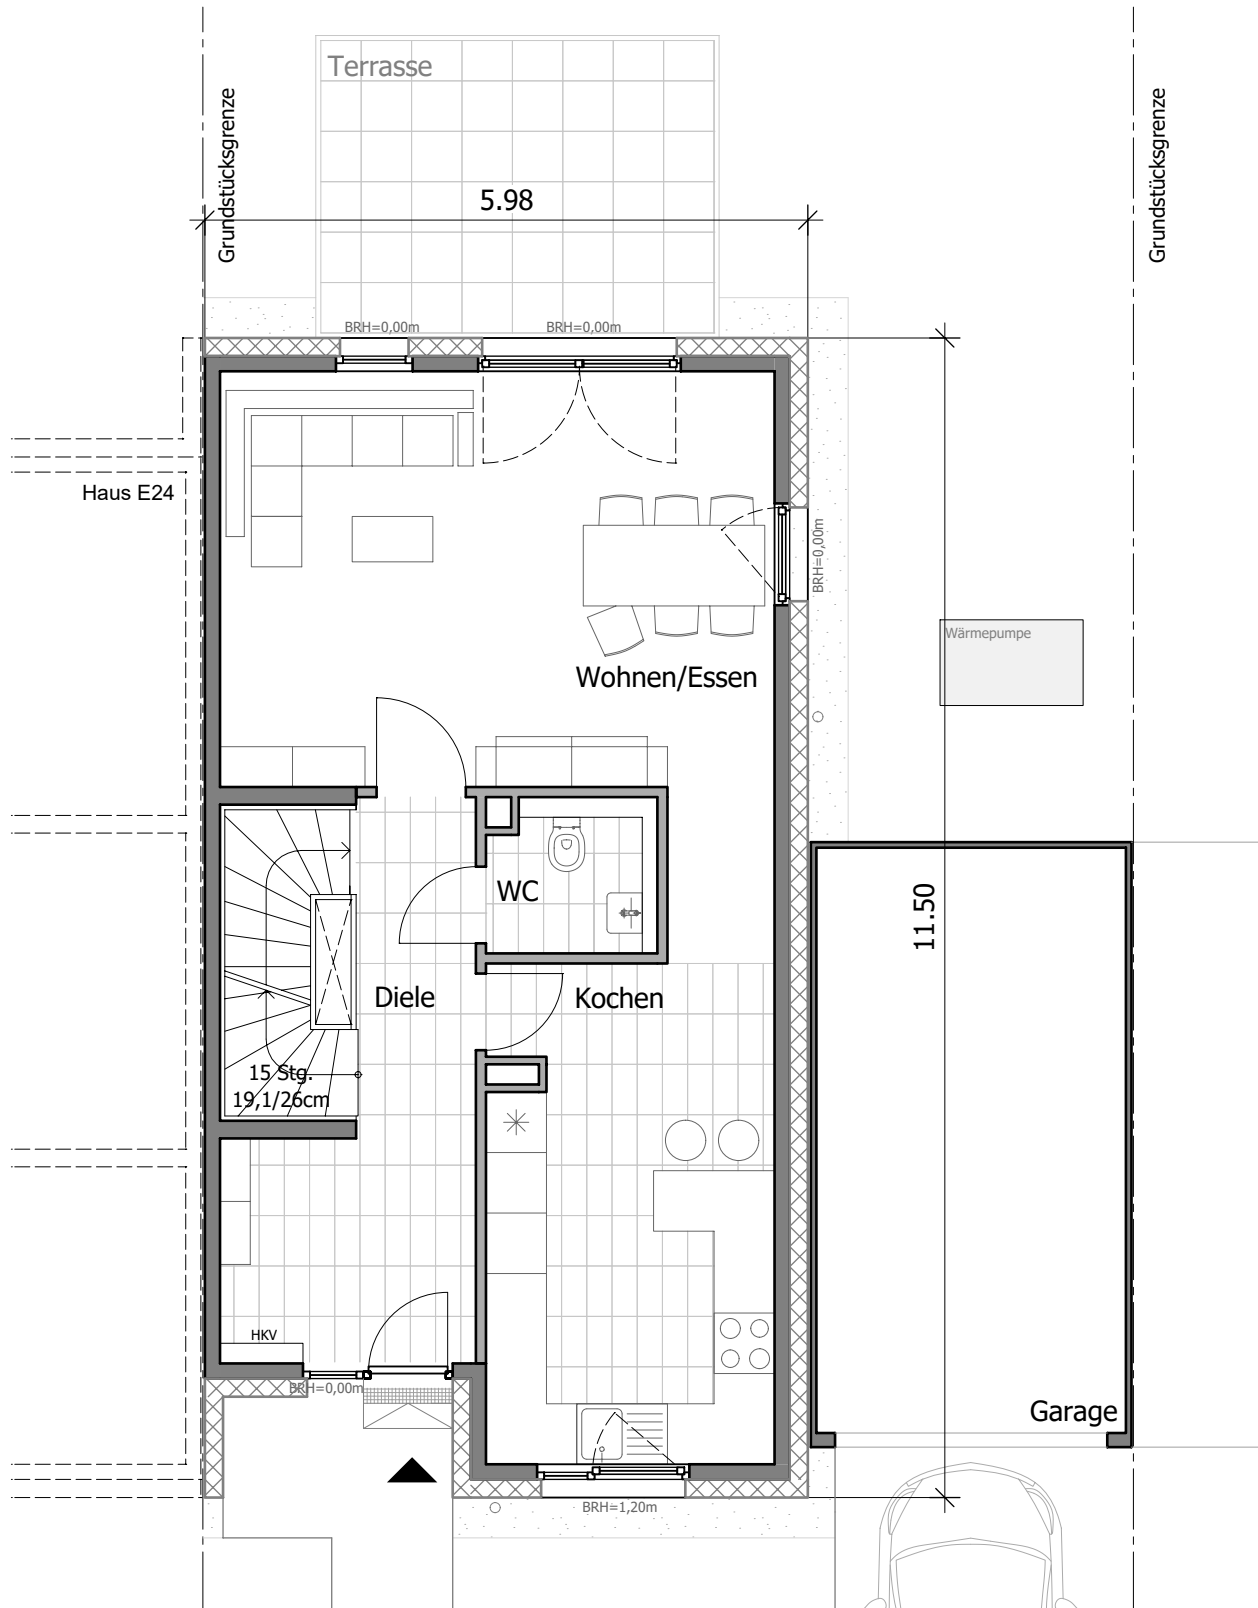 Terrasse
Grundstücksgrenze
Grundstücksgrenze
5.98
BRH=0,00m
BRH=0,00m
Haus E24
BRH=0,00m
Wärmepumpe
Wohnen/Essen
WC
11.50
Diele
Kochen
15 Stg.
19,1/26cm
HKV
BRH=0,00m
Garage
BRH=1,20m